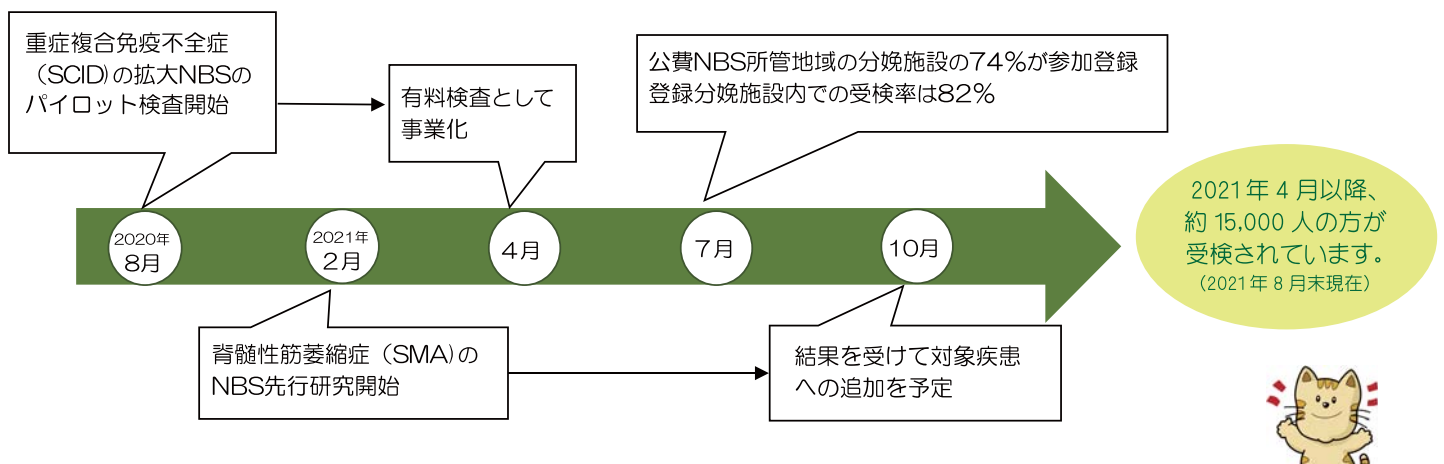 重症複合免疫不全症
（SCID)の拡大NBSの
パイロット検査開始
有料検査として
事業化
公費NBS所管地域の分娩施設の74％が参加登録
登録分娩施設内での受検率は82％
2020年
8月
2021年
2月
4月
7月
10月
2021年 4 月以降、
約 15,000 人の方が
受検されています。
（2021年 8 月末現在）
脊髄性筋萎縮症（SMA)の
NBS先行研究開始
結果を受けて対象疾患
への追加を予定